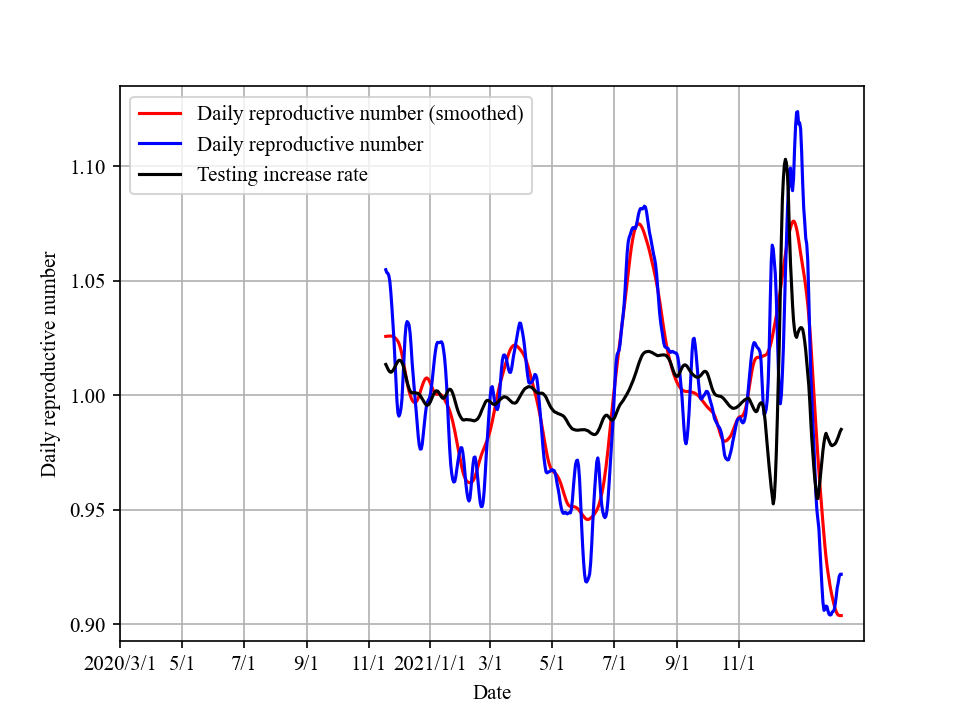 Daily reproductive number (smoothed)
Daily reproductive number
Testing increase rate
Daily reproductive number
1.10
1.05
1.00
0.95
0.90
2020/3/1 5/1 7/1 9/1 11/1 2021/1/1 3/1 5/1 7/1 9/1 11/1
Date